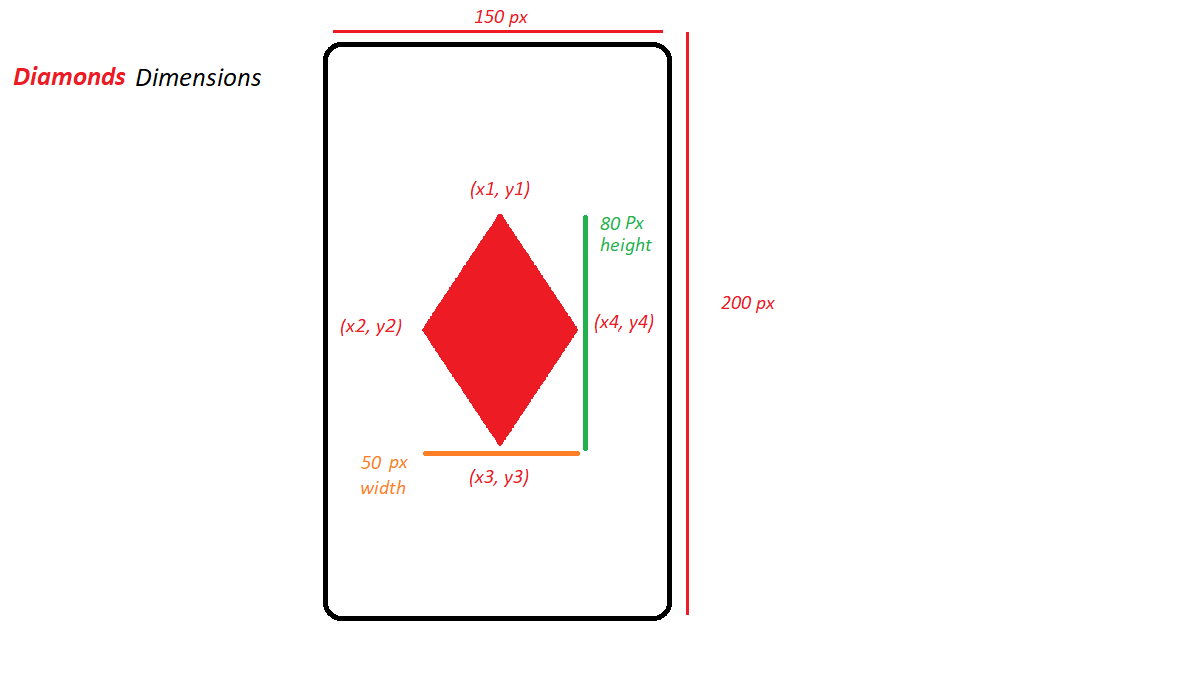 150 px
Diamonds Dimensions
(x1, y1)
80 Px
height
200 px
(x2, y2)
(x4, y4)
50 px
width
(x3, y3)